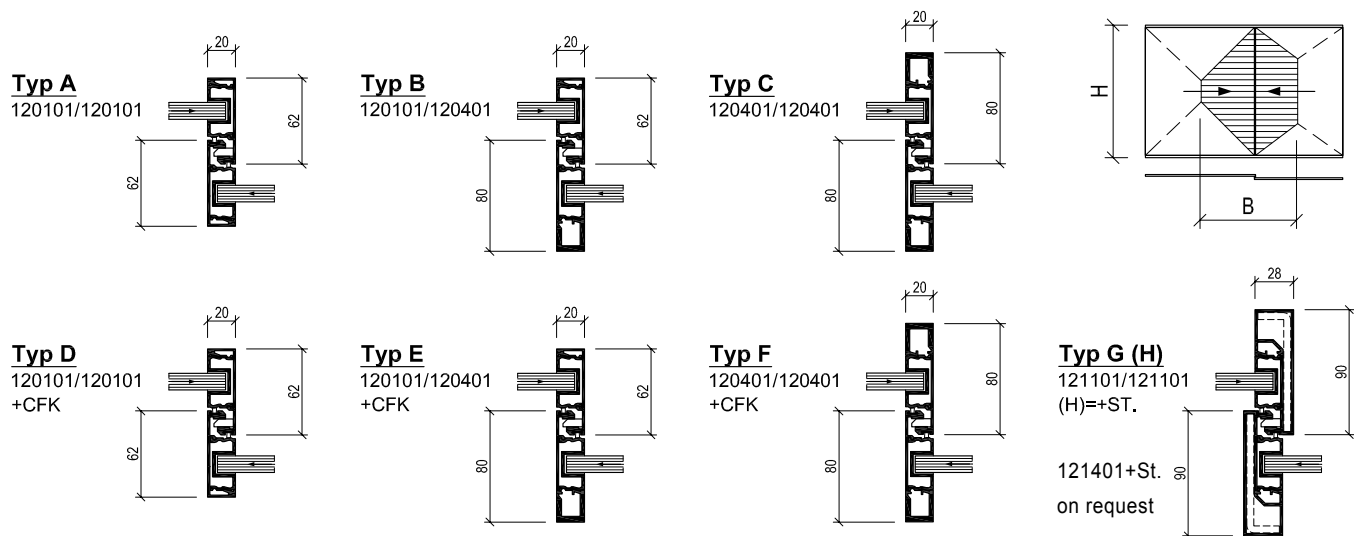 20
Typ A
120101/120101
62
62
20
Typ B
120101/120401
62
80
20
Typ C
120401/120401
80
80
H
B
20
Typ D
120101/120101
+CFK
62
62
20
Typ E
120101/120401
+CFK
62
80
20
Typ F
120401/120401
+CFK
80
80
28
Typ G (H)
121101/121101
(H)=+ST.
90
90
121401+St.
on request